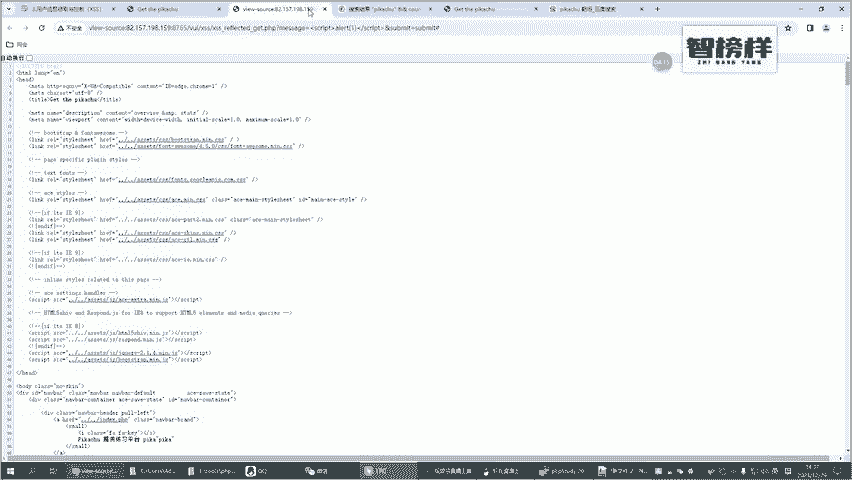 Get the pikachu
view-source:82.157.198.159
Get the pikachu
不安全
view-source:82.157.198.159:8765/vul/xss/xss_reflected_get.php?message=<script>alert(1)</script>&submit=submit#
智榜样
ZHI BANG YANG
自动换行
<html lang="en">
<head>
<meta http-equiv="X-UA-Compatible" content="IE=edge,chrome=1" />
<meta charset="utf-8" />
<title>Get the pikachu</title>
<meta name="description" content="overview &amp; stats" />
<meta name="viewport" content="width=device-width, initial-scale=1.0, maximum-scale=1.0" />
<!-- bootstrap & fontawesome -->
<link rel="stylesheet" href="../../assets/css/bootstrap.min.css" />
<link rel="stylesheet" href="../../assets/font-awesome/4.5.0/css/font-awesome.min.css" />
<!-- page specific plugin styles -->
<!-- text fonts -->
<link rel="stylesheet" href="../../assets/css/fonts.googleapis.com.css" />
<!-- ace styles -->
<link rel="stylesheet" href="../../assets/css/ace.min.css" class="ace-main-stylesheet" id="main-ace-style" />
<!--[if lte IE 9]>
<link rel="stylesheet" href="../../assets/css/ace-part2.min.css" class="ace-main-stylesheet" />
<![endif]-->
<link rel="stylesheet" href="../../assets/css/ace-skins.min.css" />
<link rel="stylesheet" href="../../assets/css/ace-rtl.min.css" />
<!--[if lte IE 9]>
<link rel="stylesheet" href="../../assets/css/ace-ie.min.css" />
<![endif]-->
<!-- inline styles related to this page -->
<!-- ace settings handler -->
<script src="../../assets/js/ace-extra.min.js"></script>
<!-- HTML5shiv and Respond.js for IE8 to support HTML5 elements and media queries -->
<!--[if lte IE 8]>
<script src="../../assets/js/html5shiv.min.js"></script>
<script src="../../assets/js/respond.min.js"></script>
<![endif]-->
<script src="../../assets/js/jquery-2.1.4.min.js"></script>
<script src="../../assets/js/bootstrap.min.js"></script>
</head>
<body class="no-skin">
<div id="navbar" class="navbar navbar-default ace-save-state">
<div class="navbar-container ace-save-state" id="navbar-container">
<div class="navbar-header pull-left">
<a href="../../index.php" class="navbar-brand">
<small>
<i class="fa fa-key"></i>
Pikachu 漏洞练习平台 pika~pika~
</small>
</a>